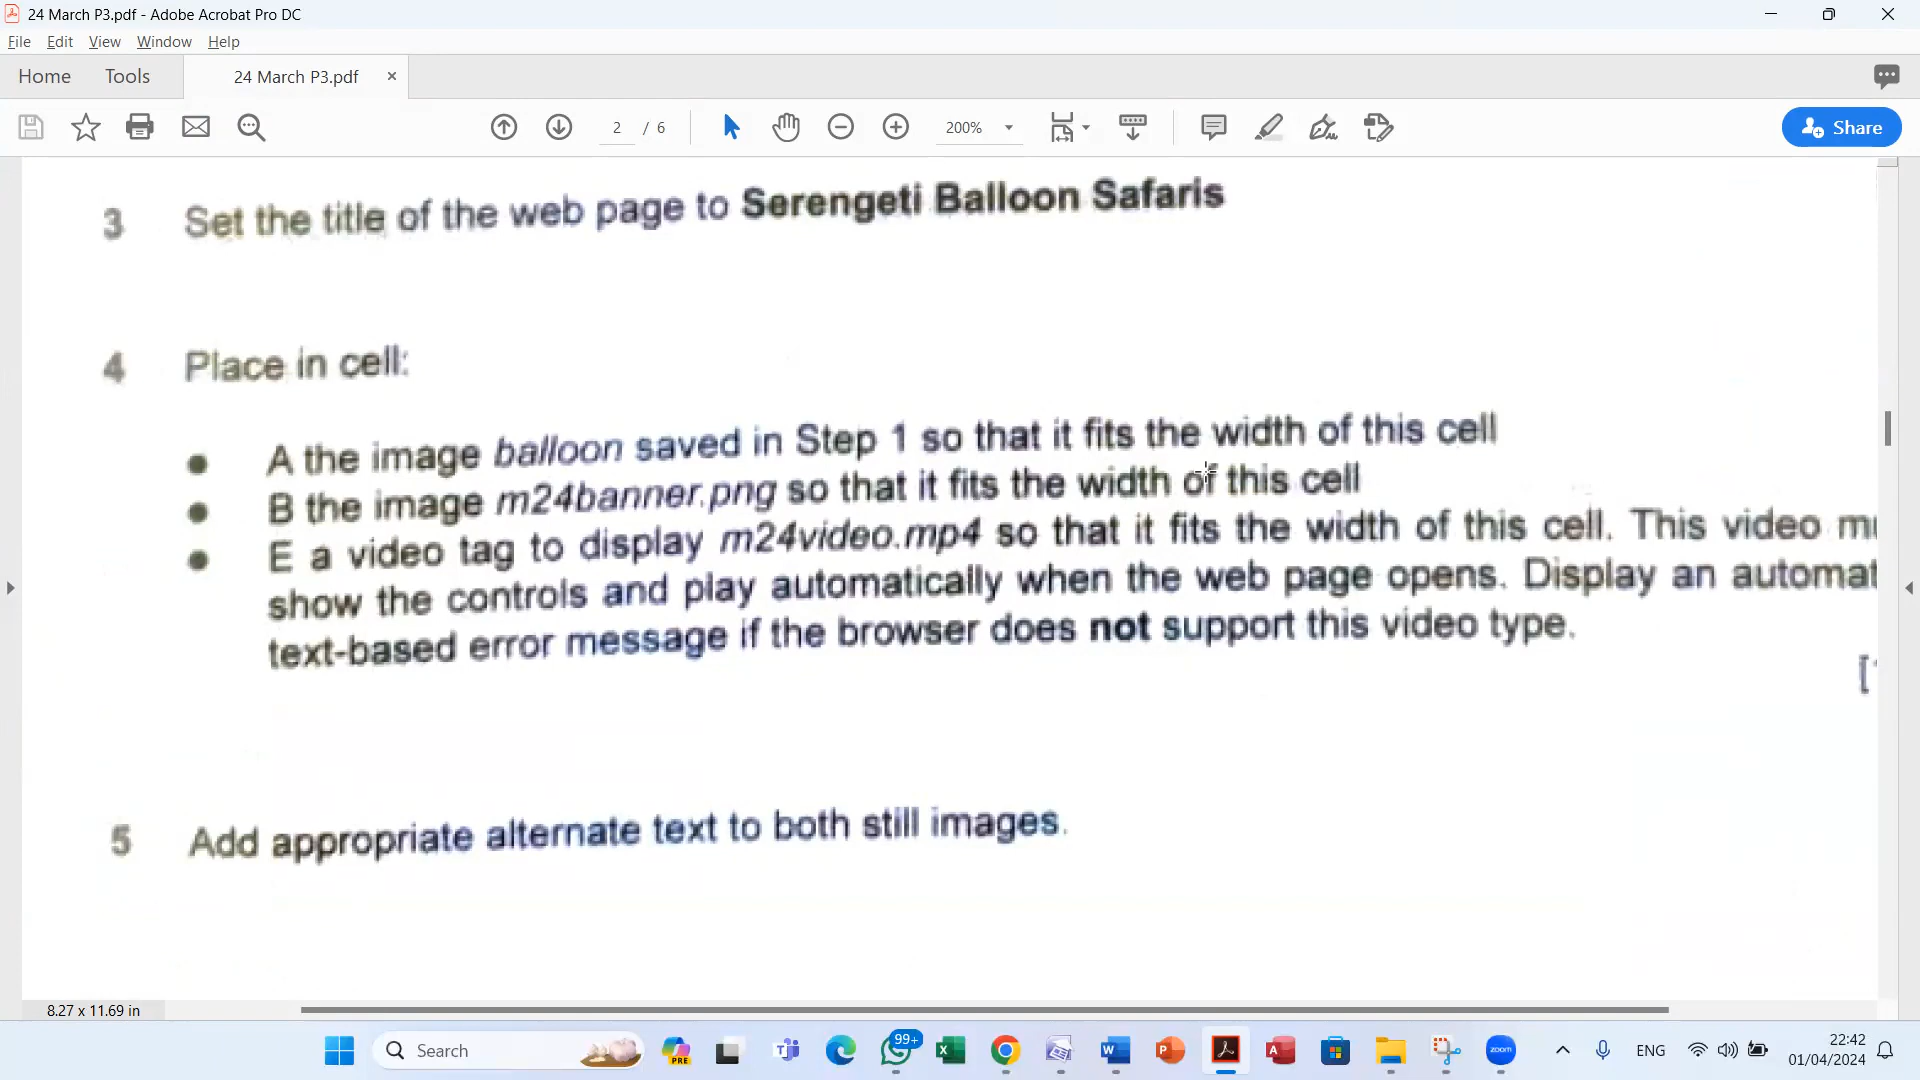 24 March P3.pdf - Adobe Acrobat Pro DC
File Edit View Window Help
Home Tools 24 March P3.pdf
2 / 6 200% Share
3 Set the title of the web page to Serengeti Balloon Safaris
4 Place in cell:
● A the image balloon saved in Step 1 so that it fits the width of this cell
● B the image m24banner.png so that it fits the width of this cell
● E a video tag to display m24video.mp4 so that it fits the width of this cell. This video
show the controls and play automatically when the web page opens. Display an
text-based error message if the browser does not support this video type.
5 Add appropriate alternate text to both still images.
8.27 x 11.69 in
Search PRE 99+ zoom ENG 22:42
01/04/2024